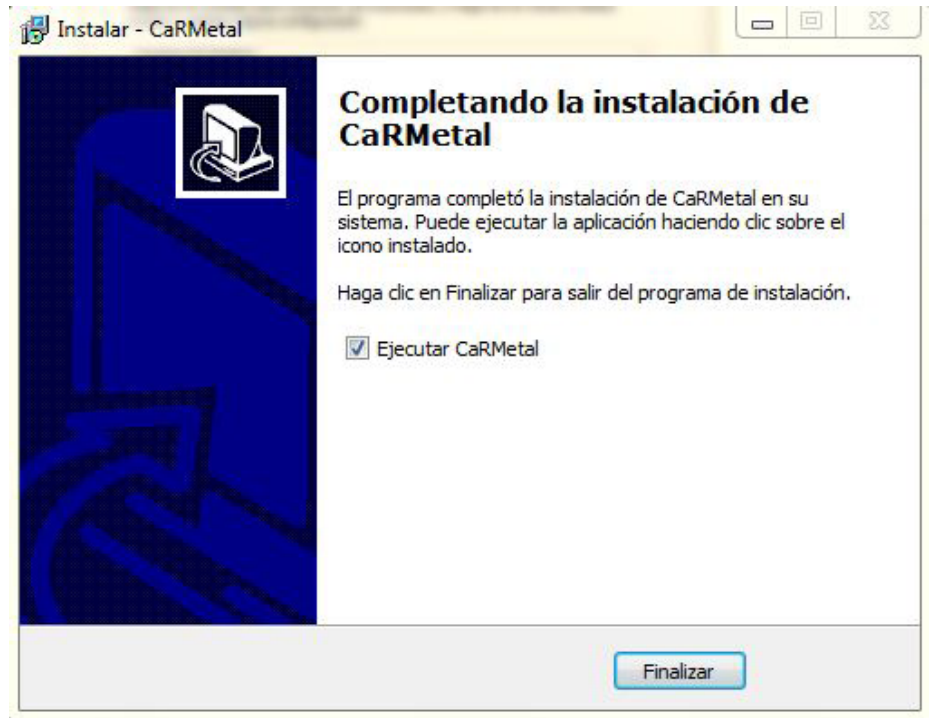 Instalar - CaRMetal
Completando la instalación de
CaRMetal
El programa completó la instalación de CaRMetal en su
sistema. Puede ejecutar la aplicación haciendo clic sobre el
icono instalado.
Haga clic en Finalizar para salir del programa de instalación.
Ejecutar CaRMetal
Finalizar